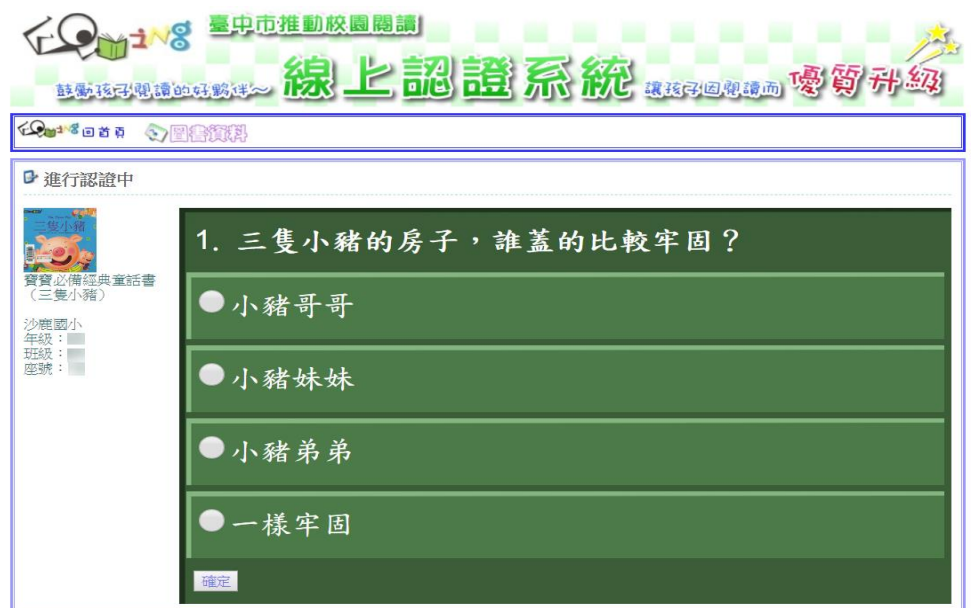 臺中市推動校園閱讀
鼓勵孩子閱讀的好夥伴～ 線上認證系統 讓孩子因閱讀而 優質升級
回首頁 圖書資料
進行認證中
三隻小豬
寶寶必備經典童話書
（三隻小豬）
沙鹿國小
年級：
班級：
座號：
1. 三隻小豬的房子，誰蓋的比較牢固？
小豬哥哥
小豬妹妹
小豬弟弟
一樣牢固
確定